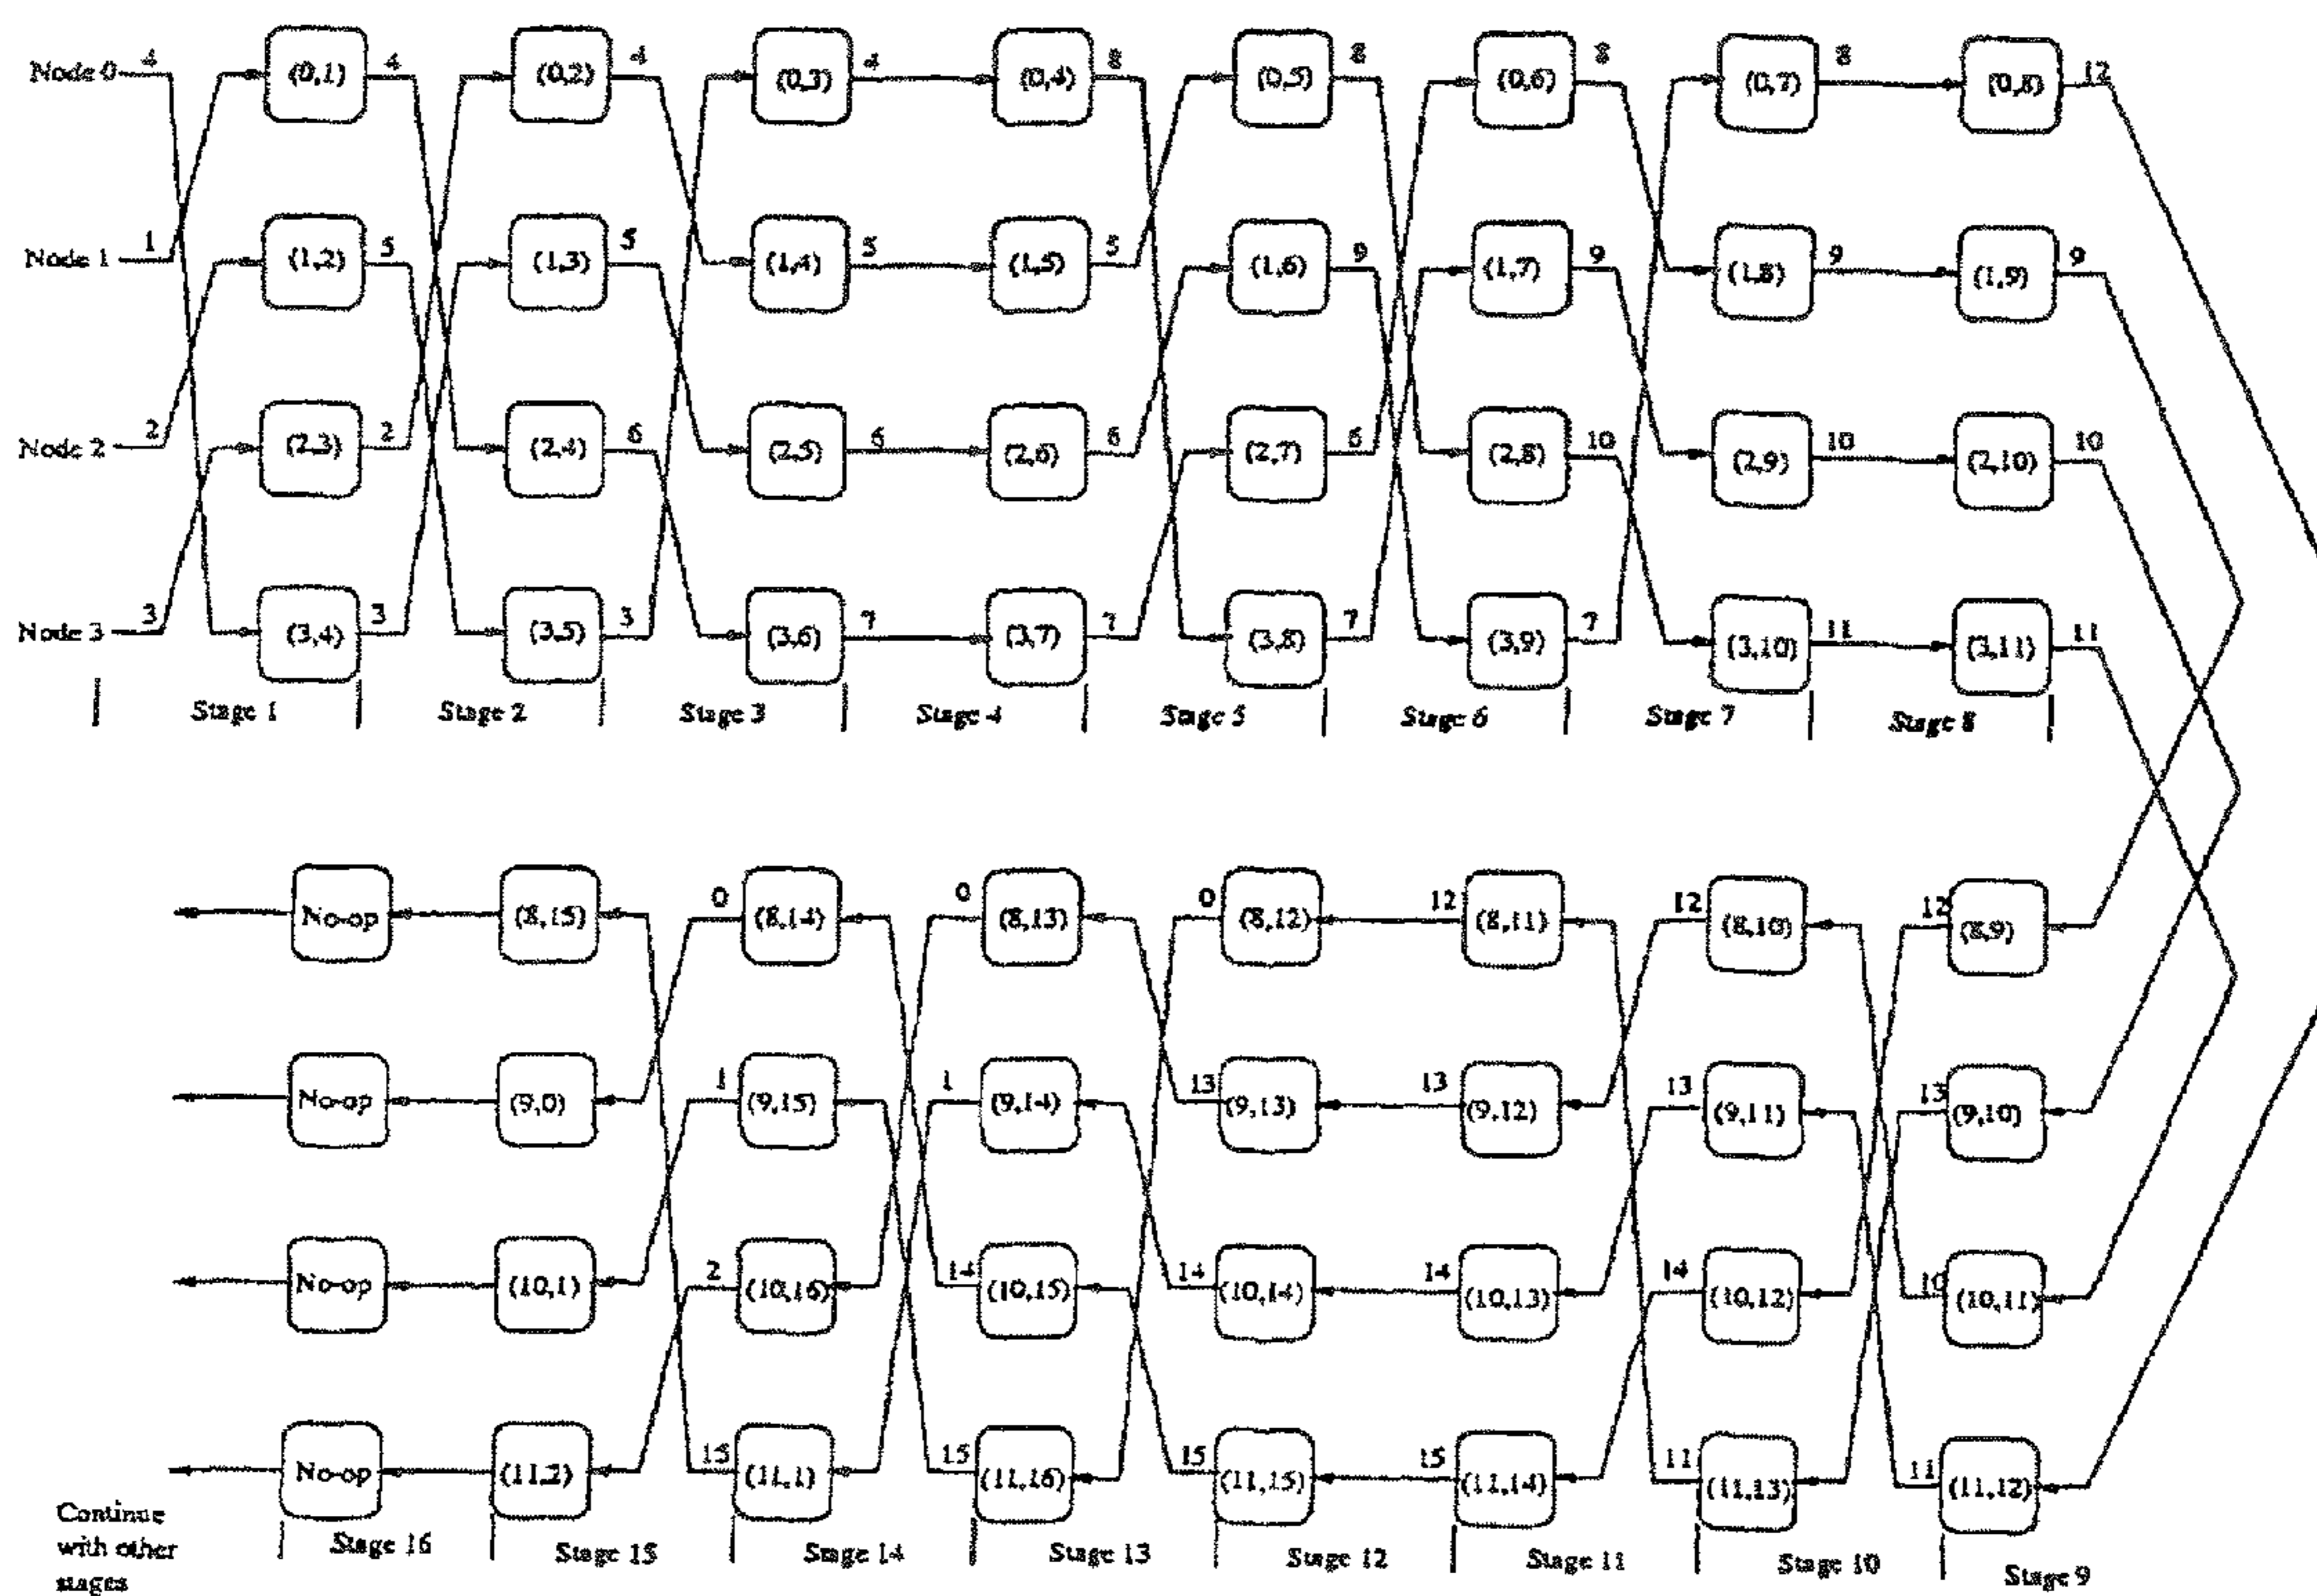 Node 0 4 (0,1) 4 (0,2) 4 (0,3) 4 (0,4) 8 (0,5) 8 (0,6) 8 (0,7) 8 (0,8) 12
Node 1 1 (1,2) 5 (1,3) 5 (1,4) 5 (1,5) 5 (1,6) 9 (1,7) 9 (1,8) 9 (1,9) 9
Node 2 2 (2,3) 2 (2,4) 6 (2,5) 6 (2,6) 6 (2,7) 6 (2,8) 10 (2,9) 10 (2,10) 10
Node 3 3 (3,4) 3 (3,5) 3 (3,6) 7 (3,7) 7 (3,8) 7 (3,9) 7 (3,10) 11 (3,11) 11
Stage 1 Stage 2 Stage 3 Stage 4 Stage 5 Stage 6 Stage 7 Stage 8
No-op (8,15) 0 (8,14) 0 (8,13) 0 (8,12) 12 (8,11) 12 (8,10) 12 (8,9)
No-op (9,0) 1 (9,15) 1 (9,14) 13 (9,13) 13 (9,12) 13 (9,11) 13 (9,10)
No-op (10,1) 2 (10,16) 14 (10,15) 14 (10,14) 14 (10,13) 14 (10,12) 10 (10,11)
No-op (11,2) 15 (11,1) 15 (11,16) 15 (11,15) 15 (11,14) 11 (11,13) 11 (11,12)
Continue
with other
stages
Stage 16 Stage 15 Stage 14 Stage 13 Stage 12 Stage 11 Stage 10 Stage 9